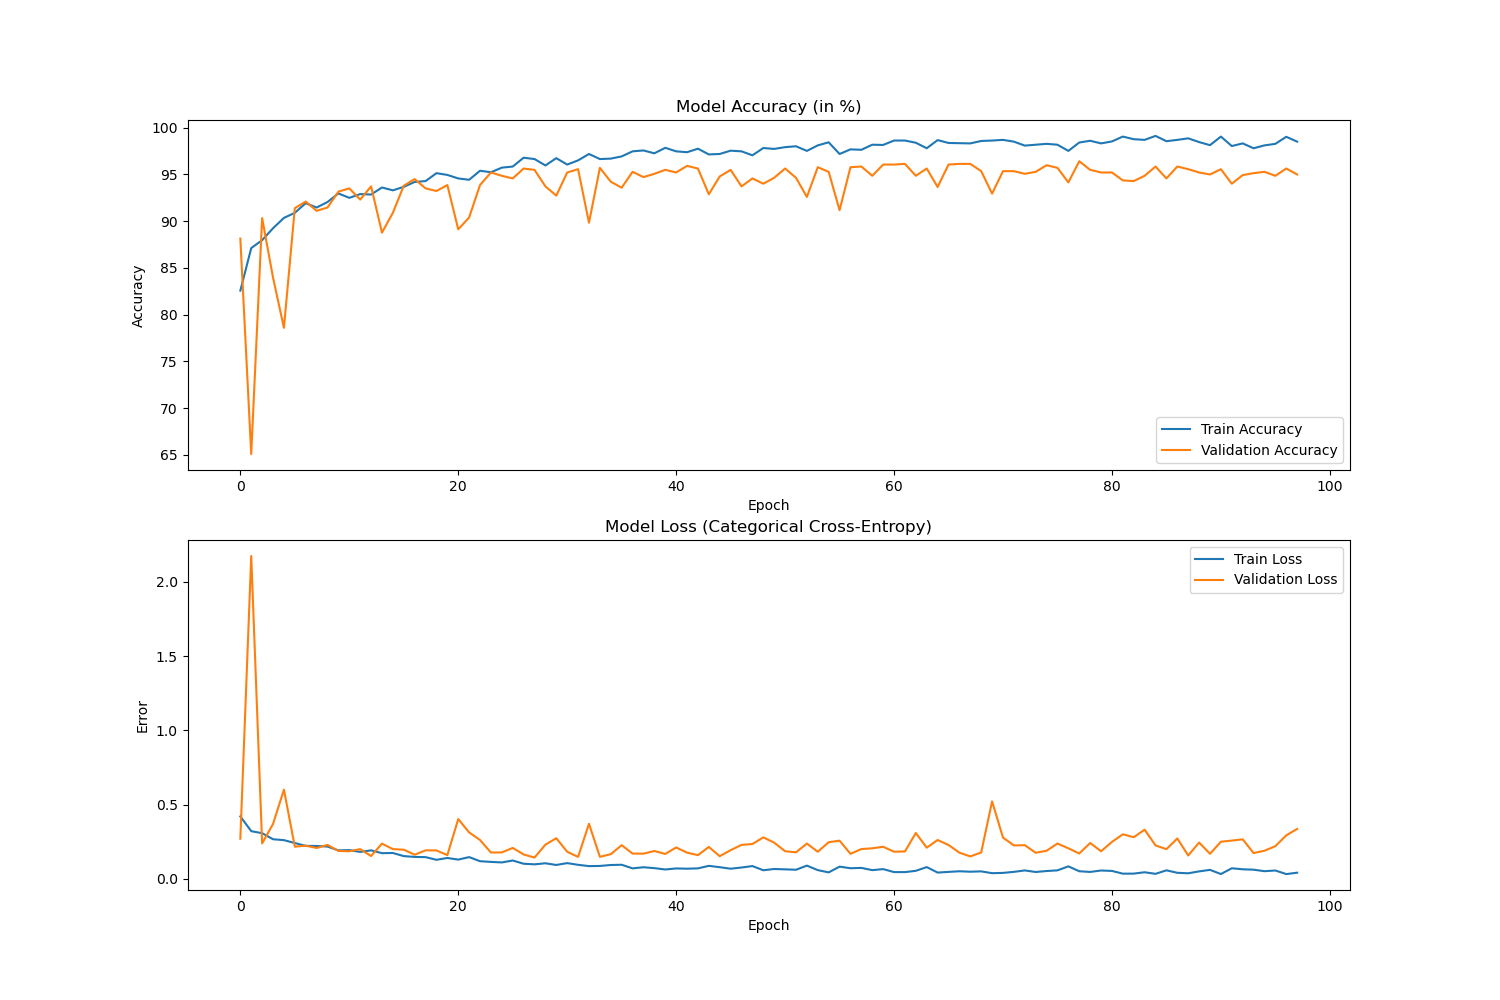 Model Accuracy (in %)
100
95
90
85
80
75
70
65
Accuracy
Train Accuracy
Validation Accuracy
0 20 40 60 80 100
Epoch
Model Loss (Categorical Cross-Entropy)
2.0
1.5
1.0
0.5
0.0
Error
Train Loss
Validation Loss
0 20 40 60 80 100
Epoch